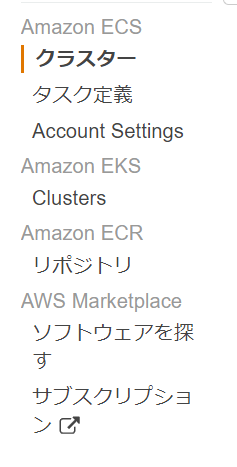 Amazon ECS
クラスター
タスク定義
Account Settings
Amazon EKS
Clusters
Amazon ECR
リポジトリ
AWS Marketplace
ソフトウェアを探
す
サブスクリプショ
ン